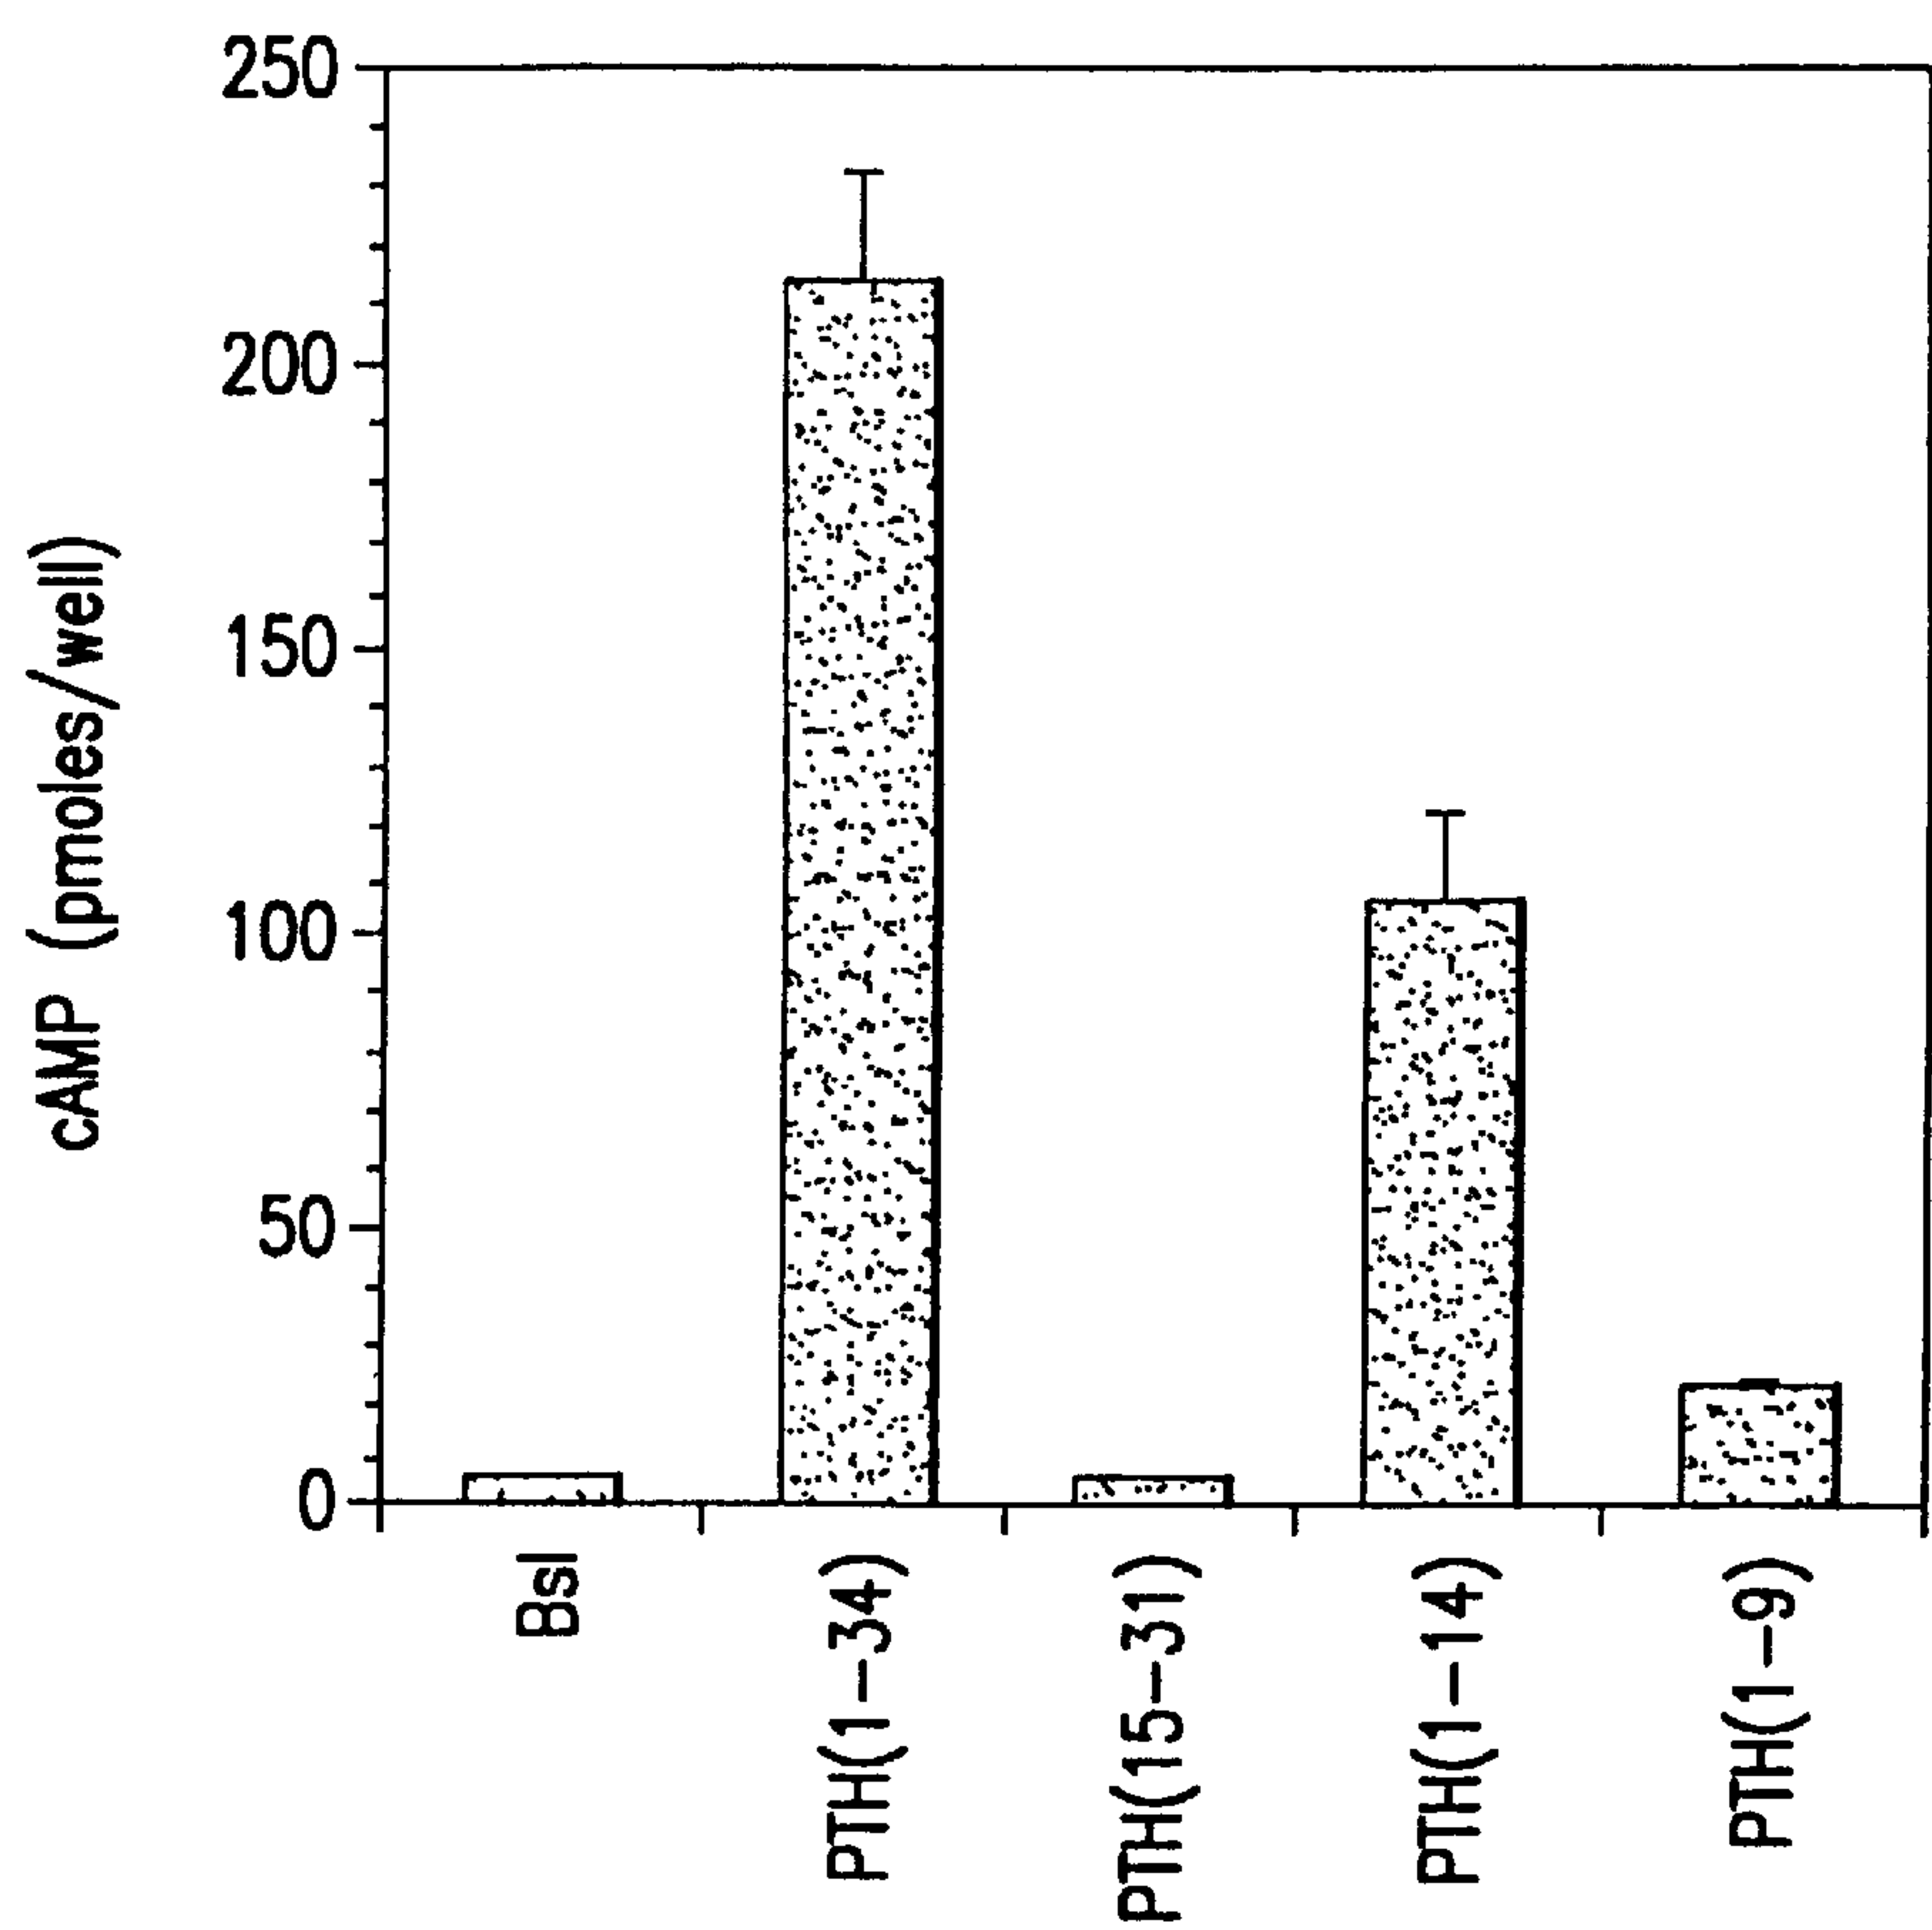 cAMP (pmoles/well)
250
200
150
100
50
0
Bsl
PTH(1-34)
PTH(15-31)
PTH(1-14)
PTH(1-9)